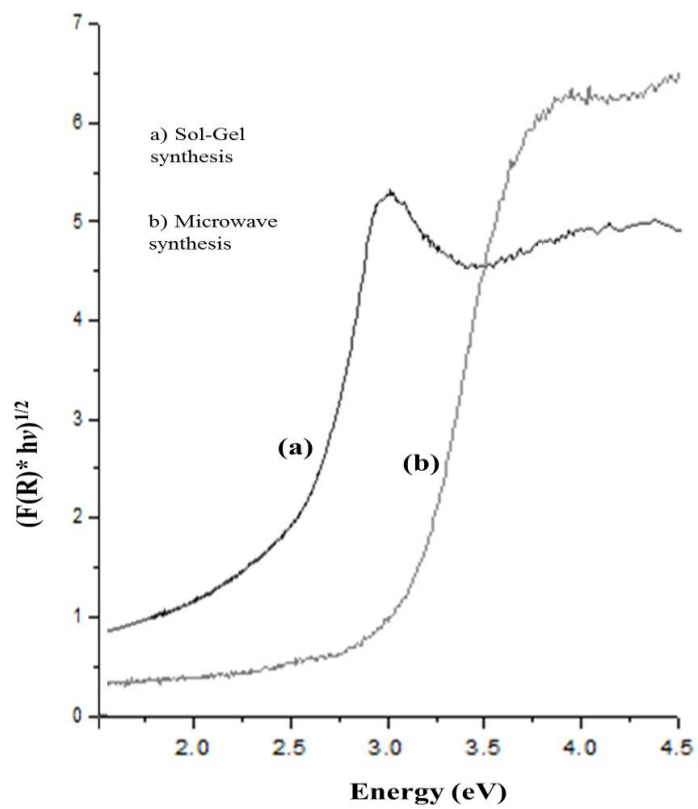 7
6
5
4
3
2
1
0
a) Sol-Gel
synthesis
b) Microwave
synthesis
(a)
(b)
(F(R)* hν)^1/2
2.0 2.5 3.0 3.5 4.0 4.5
Energy (eV)